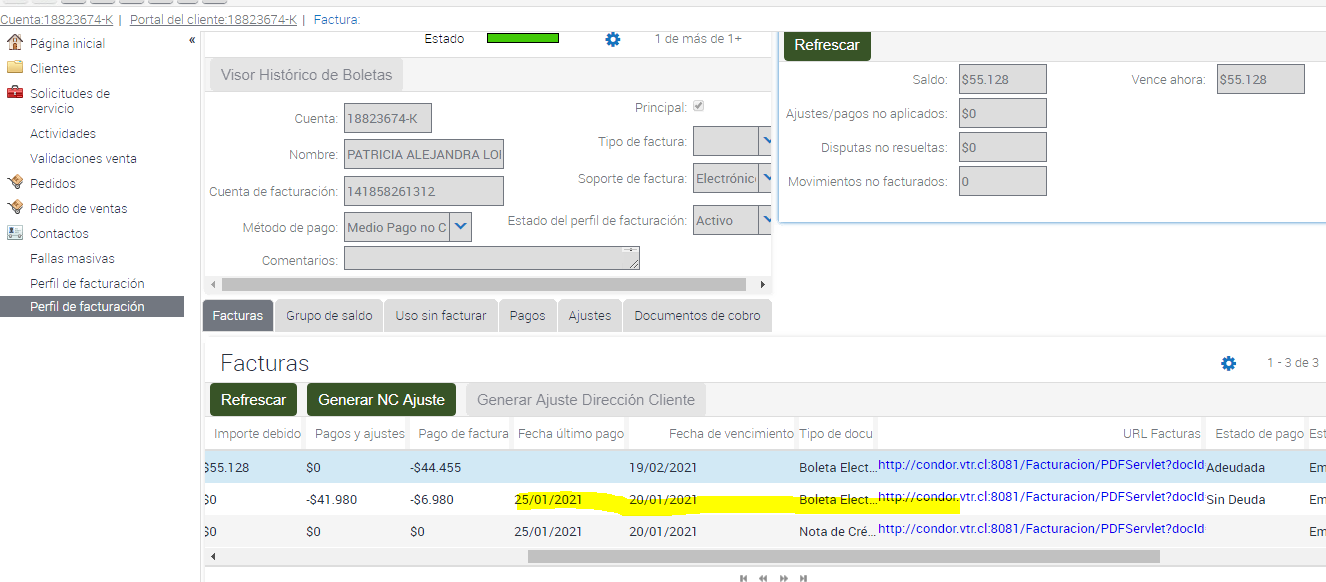 Cuenta:18823674-K | Portal del cliente:18823674-K | Factura:
Página inicial
Clientes
Solicitudes de
servicio
Actividades
Validaciones venta
Pedidos
Pedido de ventas
Contactos
Fallas masivas
Perfil de facturación
Perfil de facturación
«
Estado
1 de más de 1+
Visor Histórico de Boletas
Cuenta: 18823674-K
Nombre: PATRICIA ALEJANDRA
Cuenta de facturación: 141858261312
Método de pago: Medio Pago no C
Comentarios:
Principal:
Tipo de factura:
Soporte de factura: Electrónic
Estado del perfil de facturación: Activo
Refrescar
Saldo: $55.128
Vence ahora: $55.128
Ajustes/pagos no aplicados: $0
Disputas no resueltas: $0
Movimientos no facturados: 0
Facturas Grupo de saldo Uso sin facturar Pagos Ajustes Documentos de cobro
Facturas
1 - 3 de 3
Refrescar Generar NC Ajuste Generar Ajuste Dirección Cliente
Importe debido Pagos y ajustes Pago de factura Fecha último pago Fecha de vencimiento Tipo de docu URL Facturas Estado de pago Est
$55.128 $0 -$44.455 19/02/2021 Boleta Elect... http://condor.vtr.cl:8081/Facturacion/PDFServlet?docId Adeudada Em
$0 -$41.980 -$6.980 25/01/2021 20/01/2021 Boleta Elect... http://condor.vtr.cl:8081/Facturacion/PDFServlet?docId Sin Deuda Em
$0 $0 $0 25/01/2021 20/01/2021 Nota de Cré... http://condor.vtr.cl:8081/Facturacion/PDFServlet?docId Em